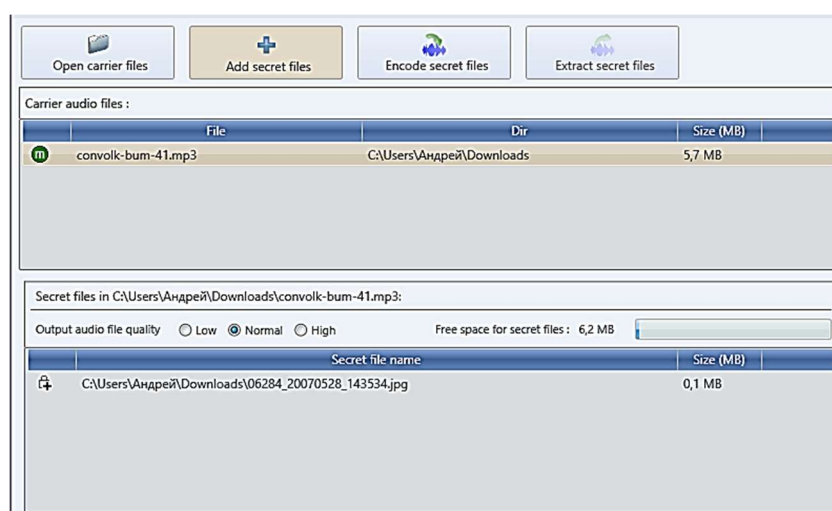 Open carrier files Add secret files Encode secret files Extract secret files
Carrier audio files :
File Dir Size (MB)
convolk-bum-41.mp3 C:\Users\Андрей\Downloads 5,7 MB
Secret files in C:\Users\Андрей\Downloads\convolk-bum-41.mp3:
Output audio file quality Low Normal High Free space for secret files : 6,2 MB
Secret file name Size (MB)
C:\Users\Андрей\Downloads\06284_20070528_143534.jpg 0,1 MB